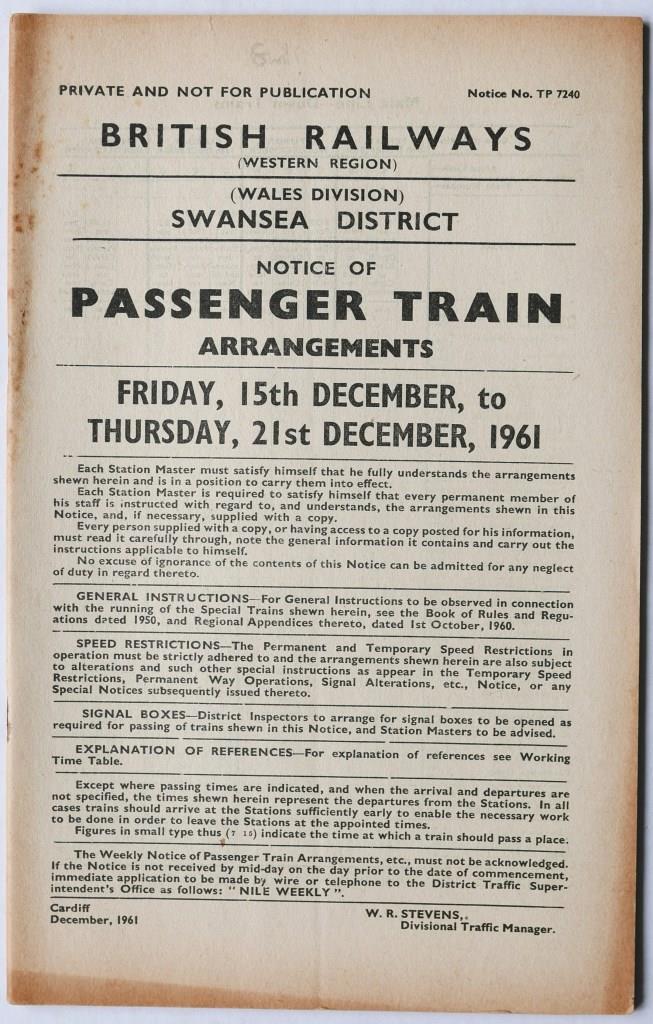 PRIVATE AND NOT FOR PUBLICATION Notice No. TP 7240
BRITISH RAILWAYS
(WESTERN REGION)
(WALES DIVISION)
SWANSEA DISTRICT
NOTICE OF
PASSENGER TRAIN
ARRANGEMENTS
FRIDAY, 15th DECEMBER, to
THURSDAY, 21st DECEMBER, 1961
Each Station Master must satisfy himself that he fully understands the arrangements
shewn herein and is in a position to carry them into effect.
Each Station Master is required to satisfy himself that every permanent member of
his staff is instructed with regard to, and understands, the arrangements shewn in this
Notice, and, if necessary, supplied with a copy.
Every person supplied with a copy, or having access to a copy posted for his information,
must read it carefully through, note the general information it contains and carry out the
instructions applicable to himself.
No excuse of ignorance of the contents of this Notice can be admitted for any neglect
of duty in regard thereto.
GENERAL INSTRUCTIONS—For General Instructions to be observed in connection
with the running of the Special Trains shewn herein, see the Book of Rules and Regu-
ations dated 1950, and Regional Appendices thereto, dated 1st October, 1960.
SPEED RESTRICTIONS—The Permanent and Temporary Speed Restrictions in
operation must be strictly adhered to and the arrangements shewn herein are also subject
to alterations and such other special instructions as appear in the Temporary Speed
Restrictions, Permanent Way Operations, Signal Alterations, etc., Notice, or any
Special Notices subsequently issued thereto.
SIGNAL BOXES—District Inspectors to arrange for signal boxes to be opened as
required for passing of trains shewn in this Notice, and Station Masters to be advised.
EXPLANATION OF REFERENCES—For explanation of references see Working
Time Table.
Except where passing times are indicated, and when the arrival and departures are
not specified, the times shewn herein represent the departures from the Stations. In all
cases trains should arrive at the Stations sufficiently early to enable the necessary work
to be done in order to leave the Stations at the appointed times.
Figures in small type thus (7 15) indicate the time at which a train should pass a place.
The Weekly Notice of Passenger Train Arrangements, etc., must not be acknowledged.
If the Notice is not received by mid-day on the day prior to the date of commencement,
immediate application to be made by wire or telephone to the District Traffic Super-
intendent's Office as follows: "NILE WEEKLY".
Cardiff W. R. STEVENS,
December, 1961 Divisional Traffic Manager.